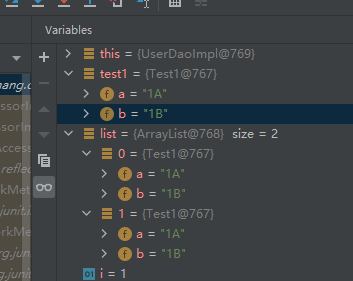 Variables
this = {UserDaoImpl@769}
test1 = {Test1@767}
a = "1A"
b = "1B"
list = {ArrayList@768} size = 2
0 = {Test1@767}
a = "1A"
b = "1B"
1 = {Test1@767}
a = "1A"
b = "1B"
i = 1